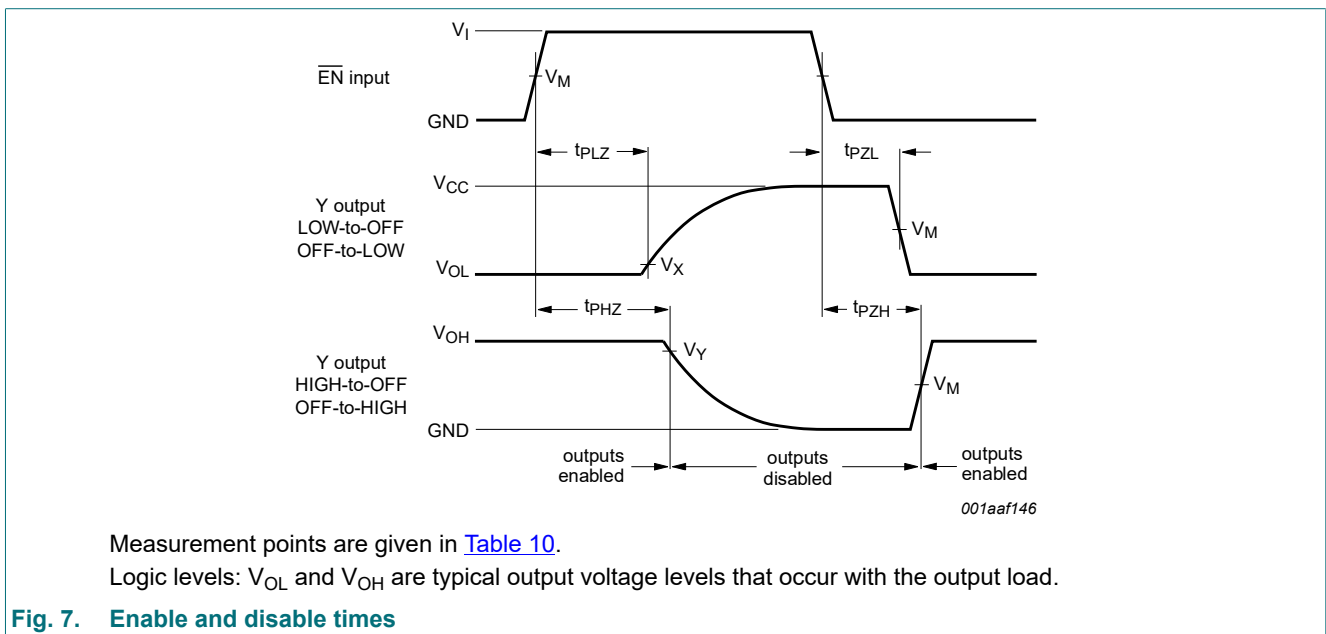 V_I
E̅N̅ input
V_M
GND
t_PLZ
t_PZL
V_CC
Y output
LOW-to-OFF
OFF-to-LOW
V_M
V_OL
V_X
t_PHZ
t_PZH
V_OH
V_Y
Y output
HIGH-to-OFF
OFF-to-HIGH
V_M
GND
outputs
enabled
outputs
disabled
outputs
enabled
001aaf146
Measurement points are given in Table 10.
Logic levels: V_OL and V_OH are typical output voltage levels that occur with the output load.
Fig. 7. Enable and disable times